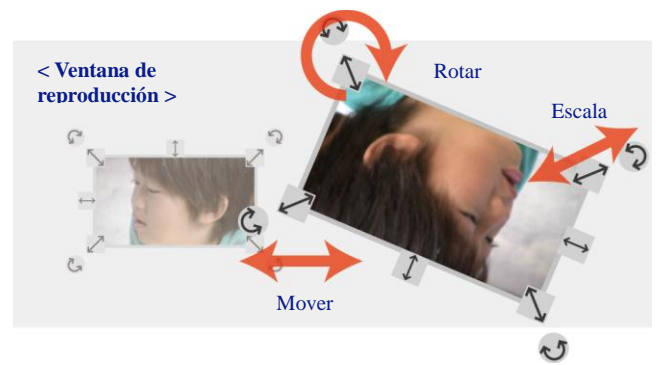 < Ventana de
reproducción >
Rotar
Escala
Mover